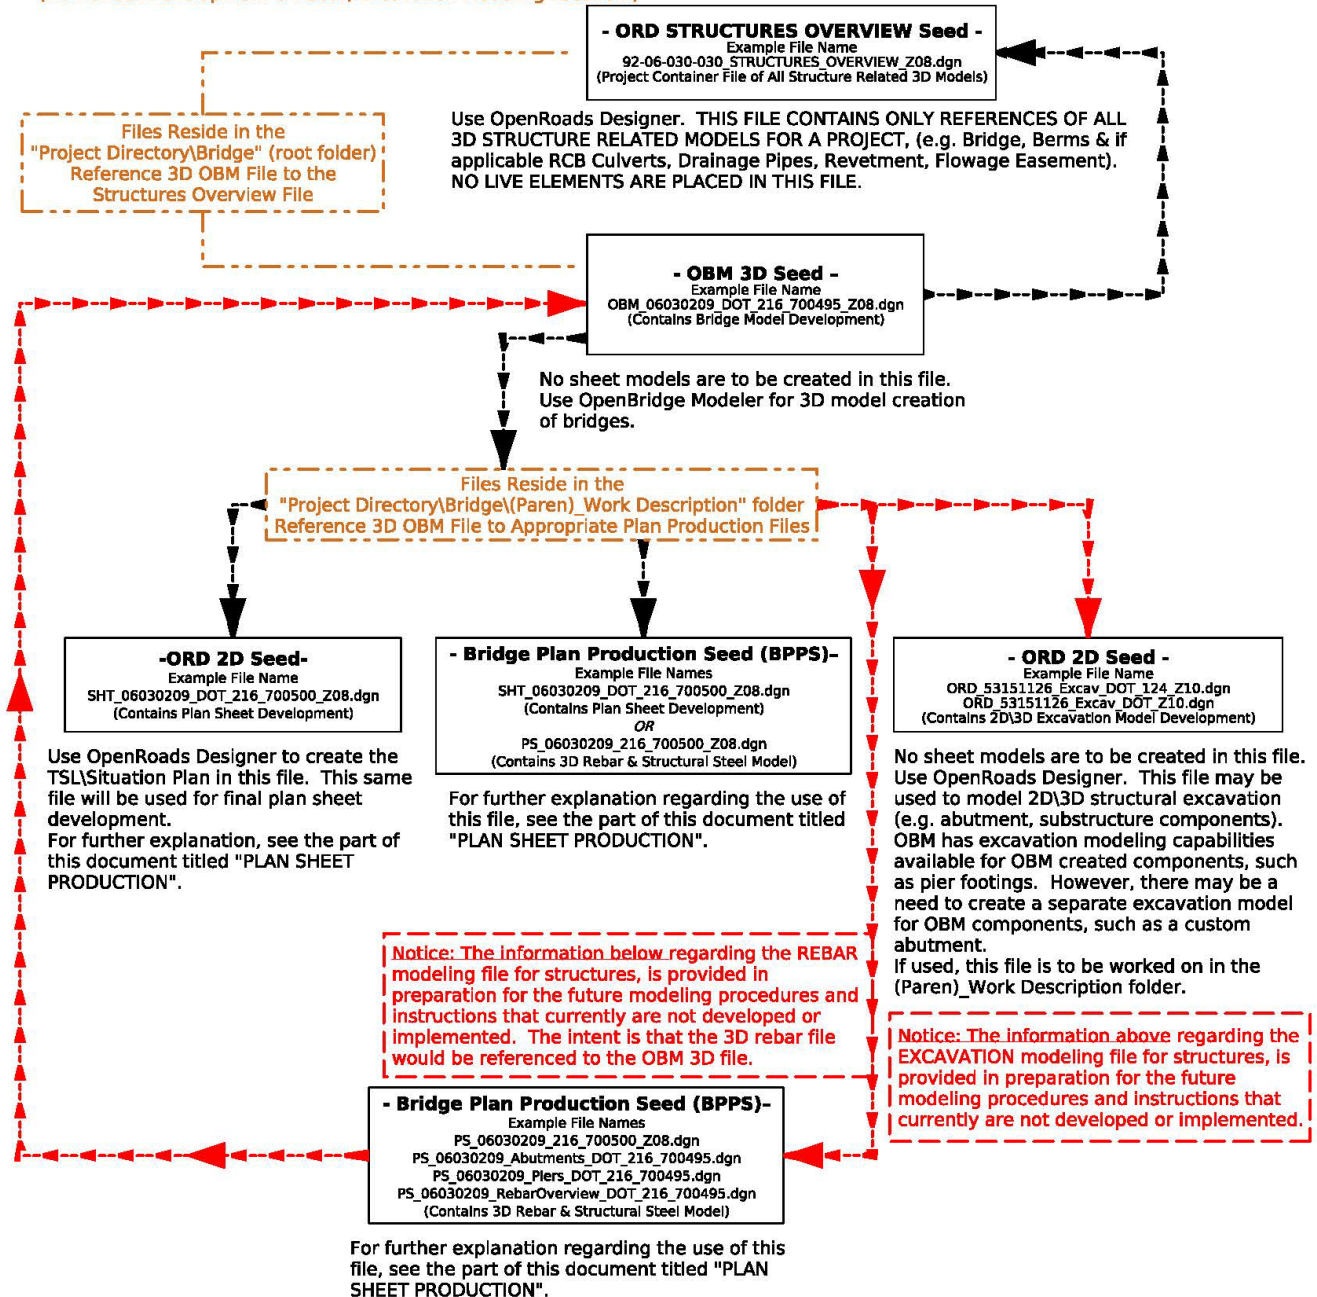 - ORD STRUCTURES OVERVIEW Seed -
Example File Name
92-06-030-030_STRUCTURES_OVERVIEW_Z08.dgn
(Project Container File of All Structure Related 3D Models)
Files Reside in the
"Project Directory\Bridge" (root folder)
Reference 3D OBM File to the
Structures Overview File
Use OpenRoads Designer. THIS FILE CONTAINS ONLY REFERENCES OF ALL
3D STRUCTURE RELATED MODELS FOR A PROJECT, (e.g. Bridge, Berms & if
applicable RCB Culverts, Drainage Pipes, Revetment, Flowage Easement).
NO LIVE ELEMENTS ARE PLACED IN THIS FILE.
- OBM 3D Seed -
Example File Name
OBM_06030209_DOT_216_700495_Z08.dgn
(Contains Bridge Model Development)
No sheet models are to be created in this file.
Use OpenBridge Modeler for 3D model creation
of bridges.
Files Reside in the
"Project Directory\Bridge\(Paren)_Work Description" folder
Reference 3D OBM File to Appropriate Plan Production Files
-ORD 2D Seed-
Example File Name
SHT_06030209_DOT_216_700500_Z08.dgn
(Contains Plan Sheet Development)
Use OpenRoads Designer to create the
TSL\Situation Plan in this file. This same
file will be used for final plan sheet
development.
For further explanation, see the part of
this document titled "PLAN SHEET
PRODUCTION".
- Bridge Plan Production Seed (BPPS)-
Example File Names
SHT_06030209_DOT_216_700500_Z08.dgn
(Contains Plan Sheet Development)
OR
PS_06030209_216_700500_Z08.dgn
(Contains 3D Rebar & Structural Steel Model)
For further explanation regarding the use of
this file, see the part of this document titled
"PLAN SHEET PRODUCTION".
- ORD 2D Seed -
Example File Name
ORD_53151126_Excav_DOT_124_Z10.dgn
ORD_53151126_Excav_DOT_Z10.dgn
(Contains 2D\3D Excavation Model Development)
No sheet models are to be created in this file.
Use OpenRoads Designer. This file may be
used to model 2D\3D structural excavation
(e.g. abutment, substructure components).
OBM has excavation modeling capabilities
available for OBM created components, such
as pier footings. However, there may be a
need to create a separate excavation model
for OBM components, such as a custom
abutment.
If used, this file is to be worked on in the
(Paren)_Work Description folder.
Notice: The information below regarding the REBAR
modeling file for structures, is provided in
preparation for the future modeling procedures and
instructions that currently are not developed or
implemented. The intent is that the 3D rebar file
would be referenced to the OBM 3D file.
Notice: The information above regarding the
EXCAVATION modeling file for structures, is
provided in preparation for the future
modeling procedures and instructions that
currently are not developed or implemented.
- Bridge Plan Production Seed (BPPS)-
Example File Names
PS_06030209_216_700500_Z08.dgn
PS_06030209_Abutments_DOT_216_700495.dgn
PS_06030209_Piers_DOT_216_700495.dgn
PS_06030209_RebarOverview_DOT_216_700495.dgn
(Contains 3D Rebar & Structural Steel Model)
For further explanation regarding the use of this
file, see the part of this document titled "PLAN
SHEET PRODUCTION".